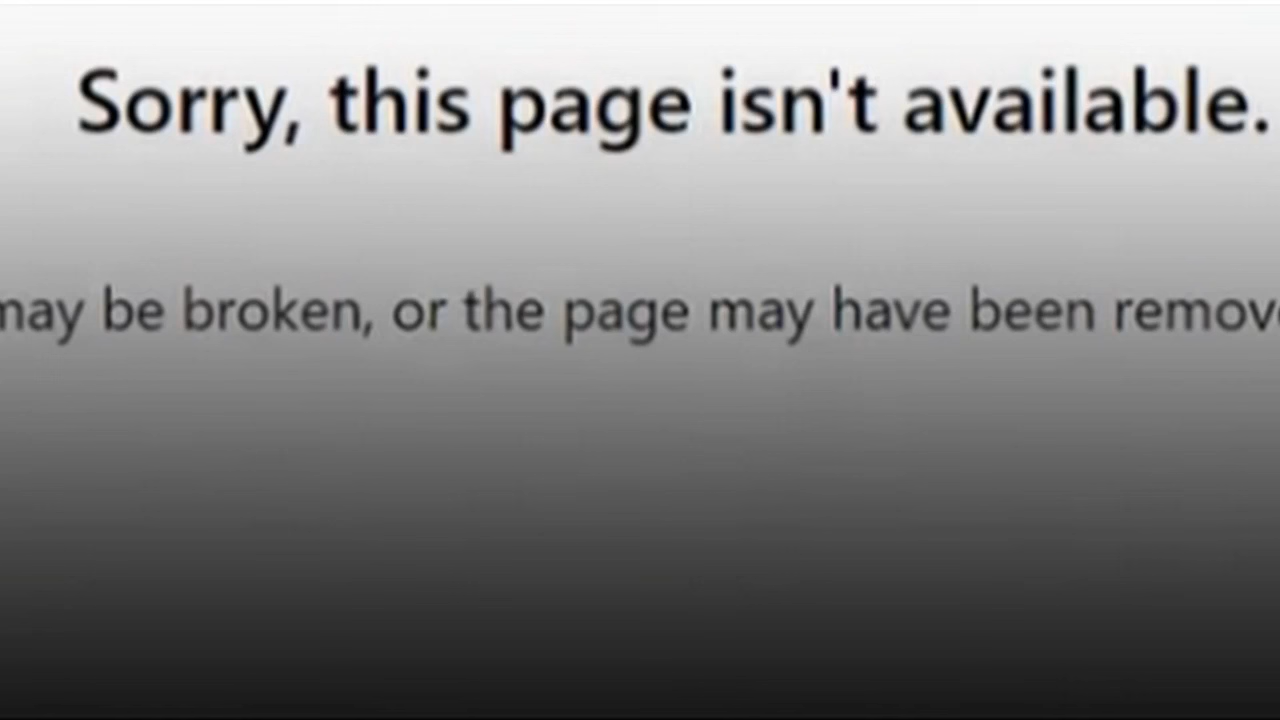 Sorry, this page isn't available.
may be broken, or the page may have been